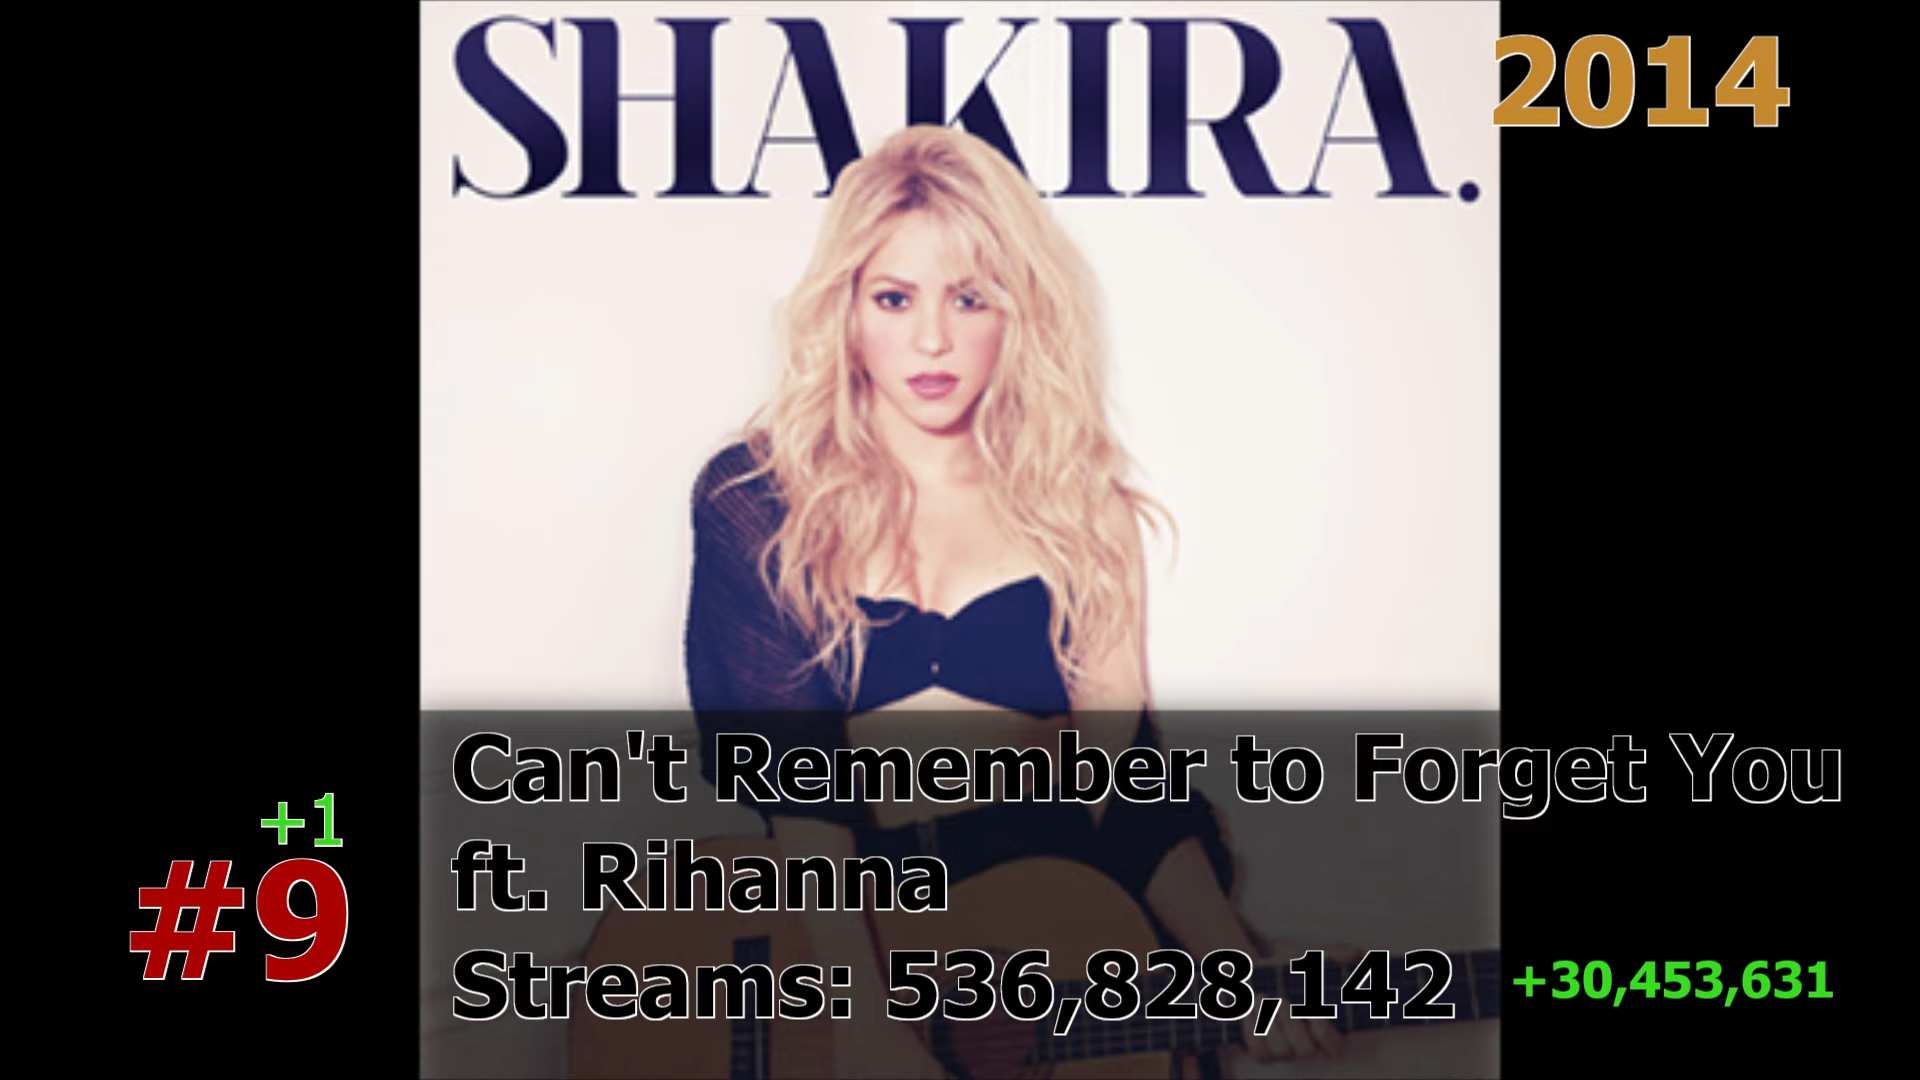 SHAKIRA.
2014
Can't Remember to Forget You
ft. Rihanna
+1
#9
Streams: 536,828,142
+30,453,631